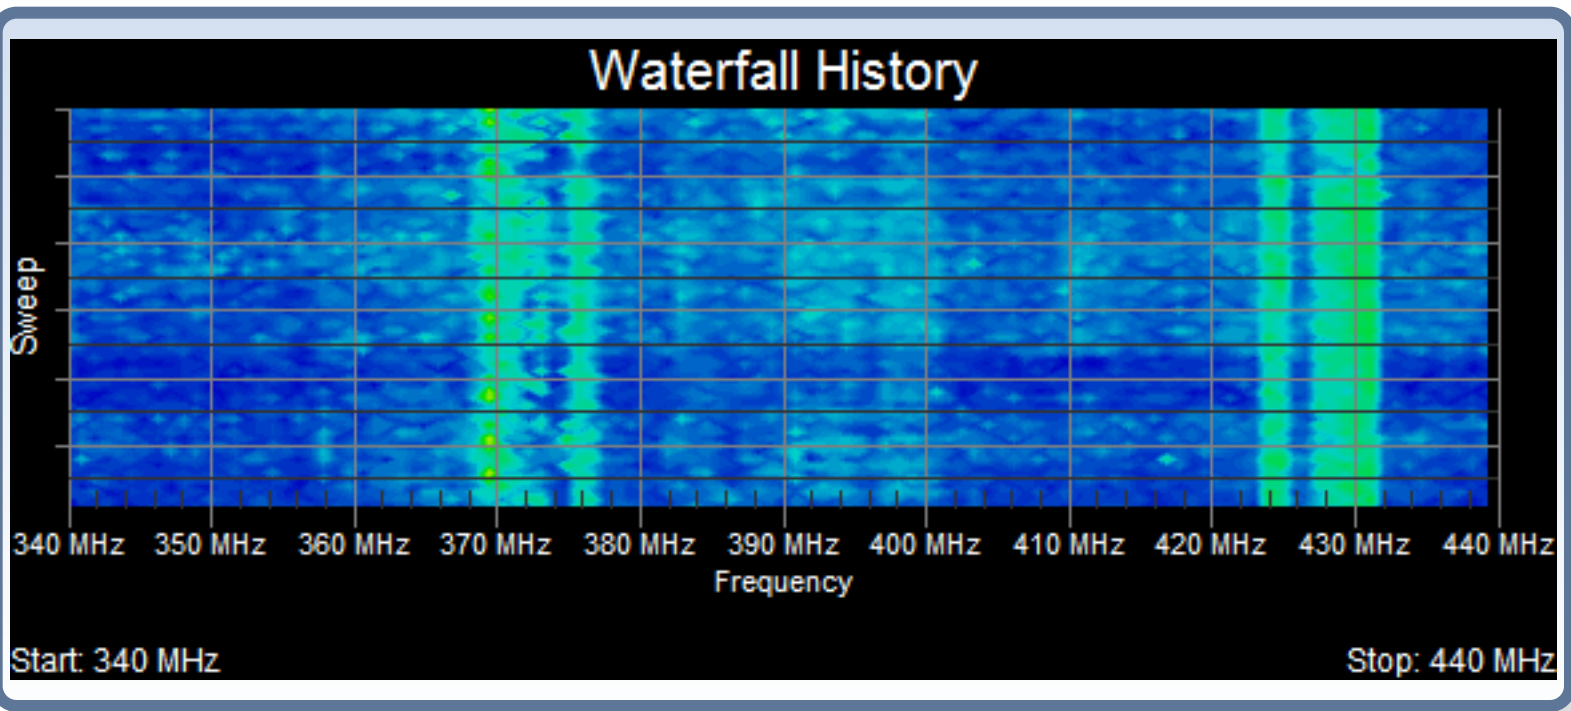 Waterfall History
Sweep
340 MHz 350 MHz 360 MHz 370 MHz 380 MHz 390 MHz 400 MHz 410 MHz 420 MHz 430 MHz 440 MHz
Frequency
Start: 340 MHz
Stop: 440 MHz